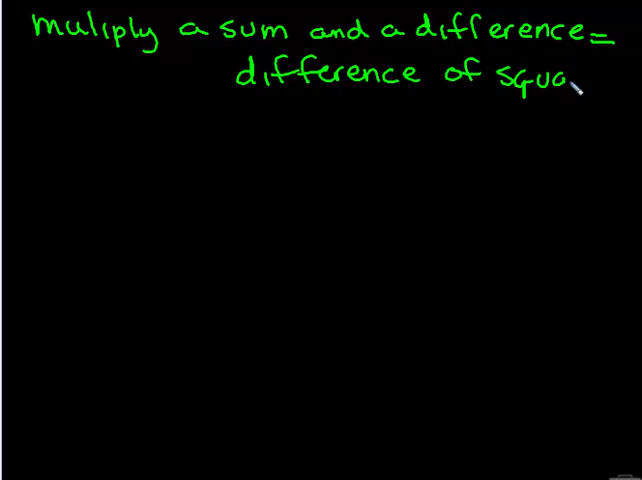 muliply a sum and a difference =
difference of squa